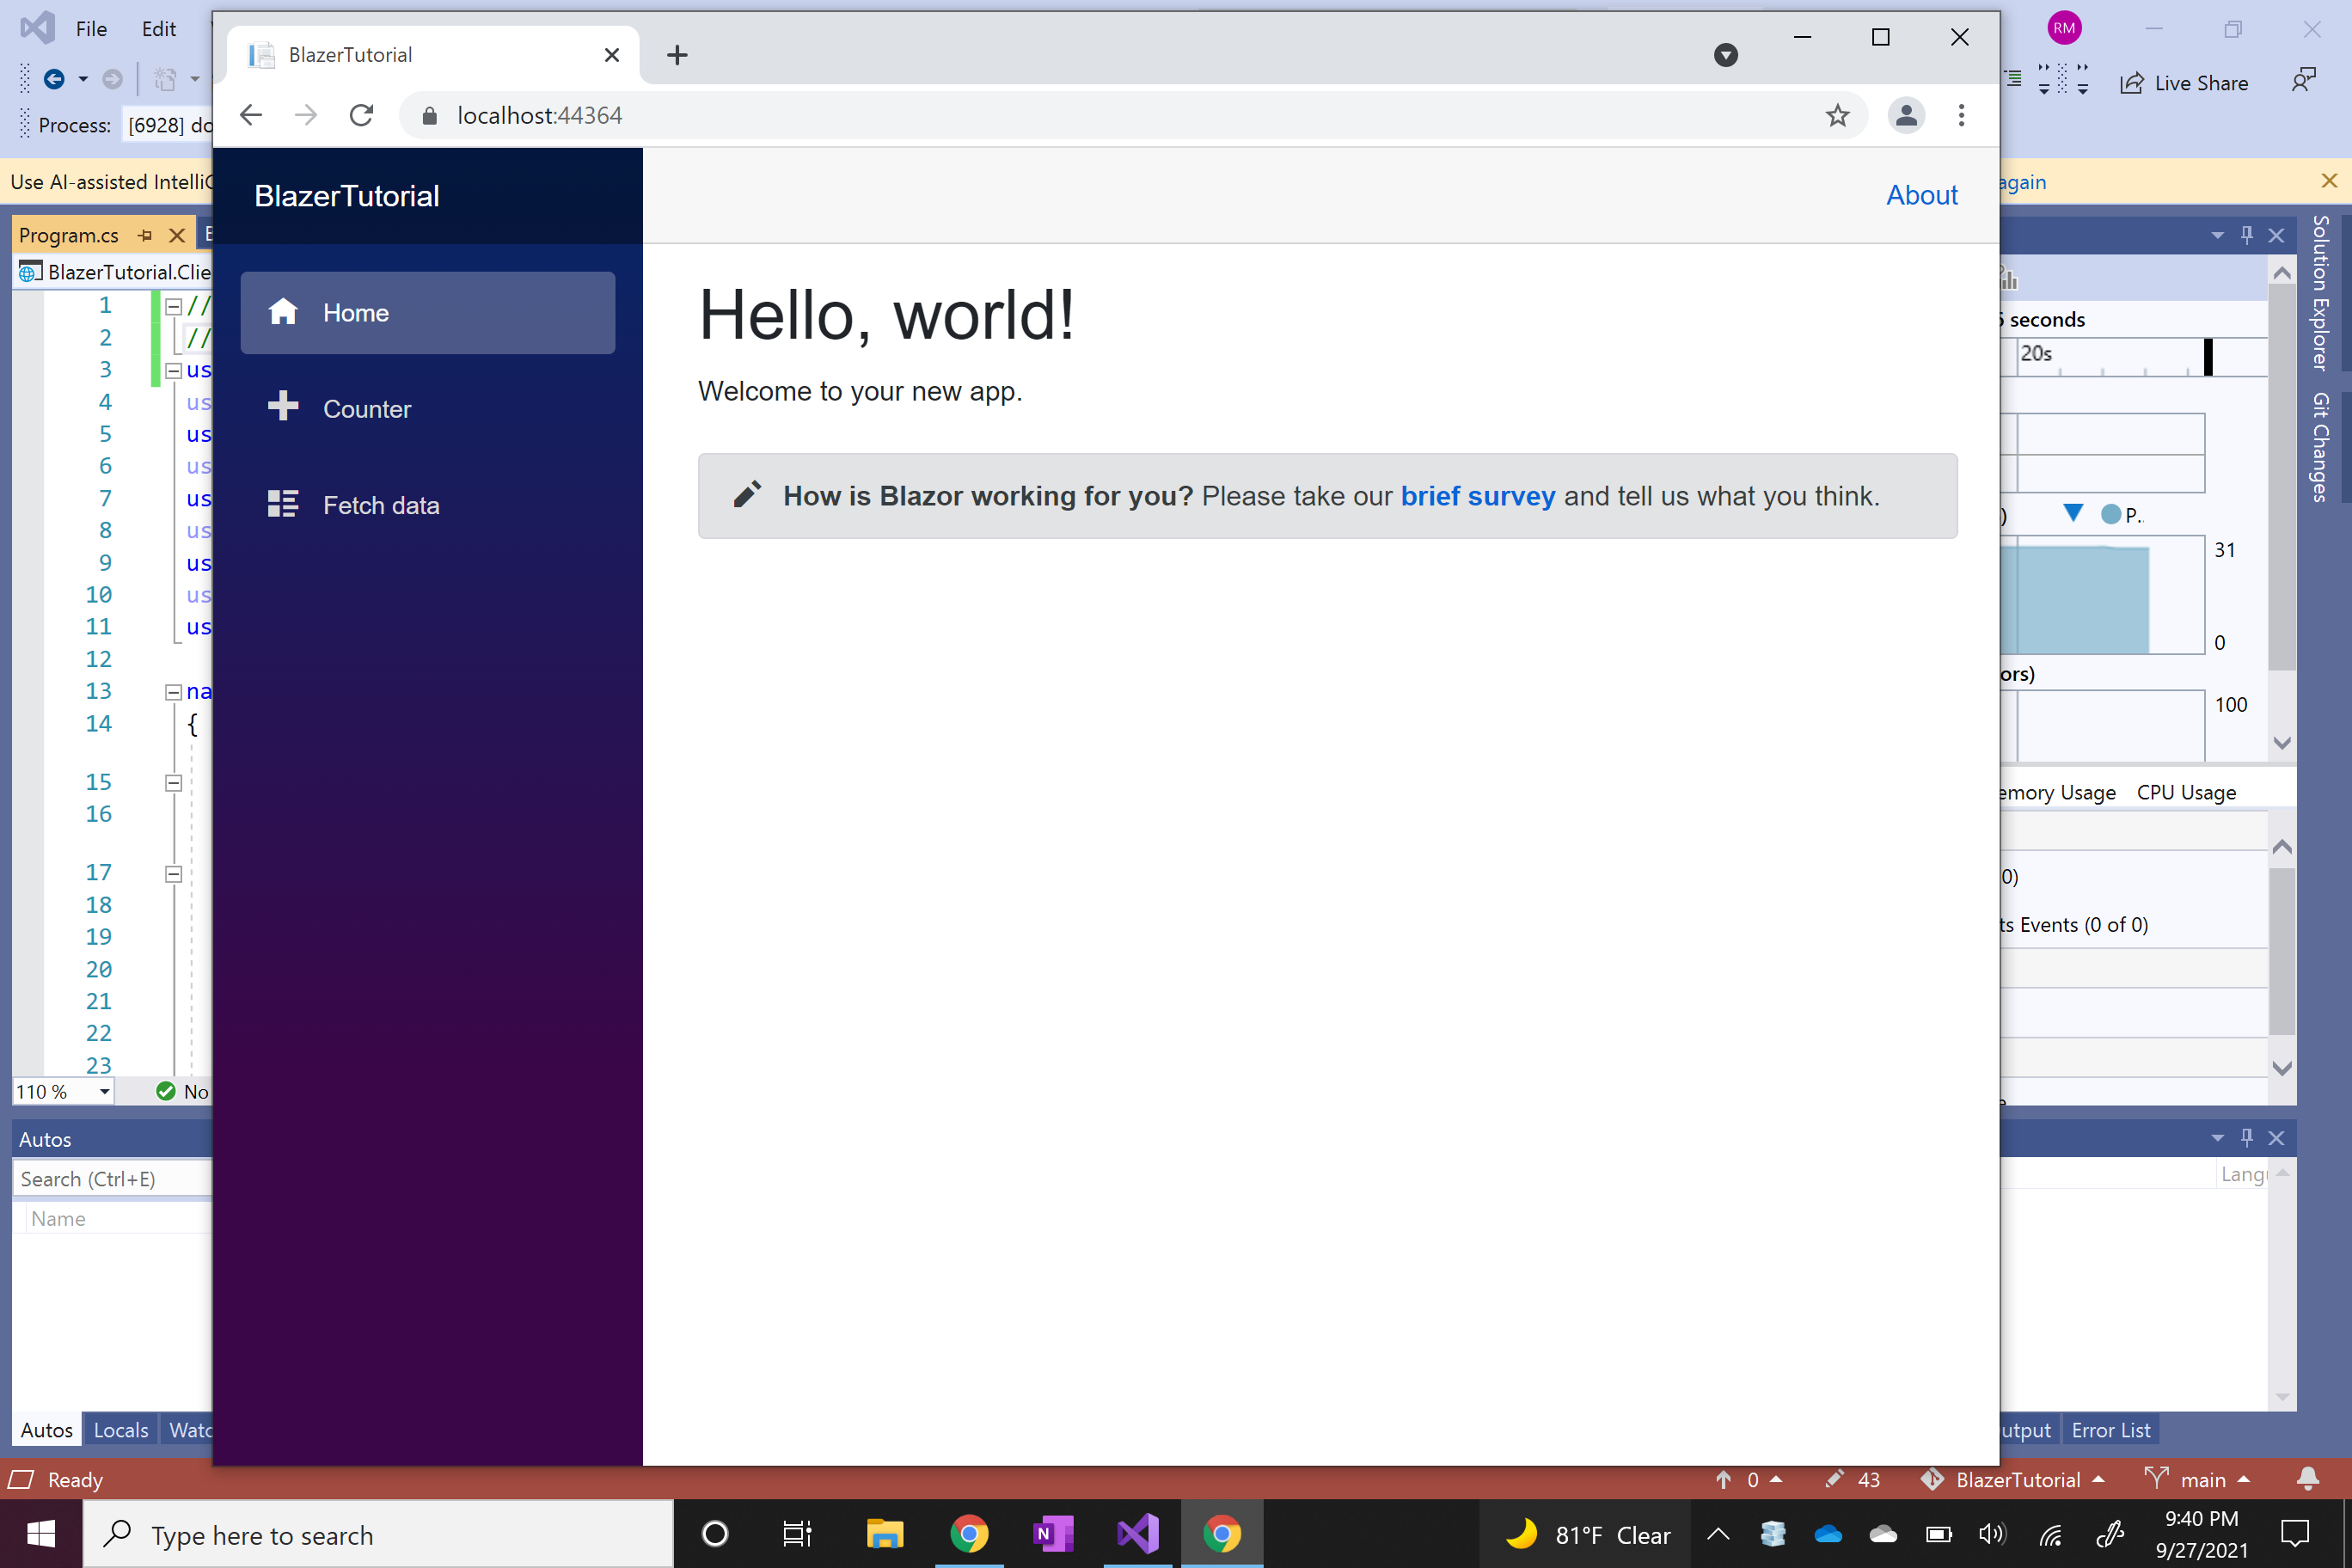 File Edit
BlazerTutorial
localhost:44364
Live Share
Process: [6928] do
Use AI-assisted Intelli
again
BlazerTutorial
About
Program.cs
BlazerTutorial.Clie
Solution Explorer
Git Changes
Home
Counter
Fetch data
Hello, world!
Welcome to your new app.
How is Blazor working for you? Please take our brief survey and tell us what you think.
1 //
2 //
3 us
4 us
5 us
6 us
7 us
8 us
9 us
10 us
11 us
12
13 na
14 {
15
16
17
18
19
20
21
22
23
110 %
No
RM
seconds
20s
P..
31
0
ors)
100
emory Usage CPU Usage
0)
ts Events (0 of 0)
Autos
Search (Ctrl+E)
Name
Lang
Autos Locals Watc
utput Error List
Ready
0 43 BlazerTutorial main
Type here to search
N
81°F Clear
9:40 PM
9/27/2021